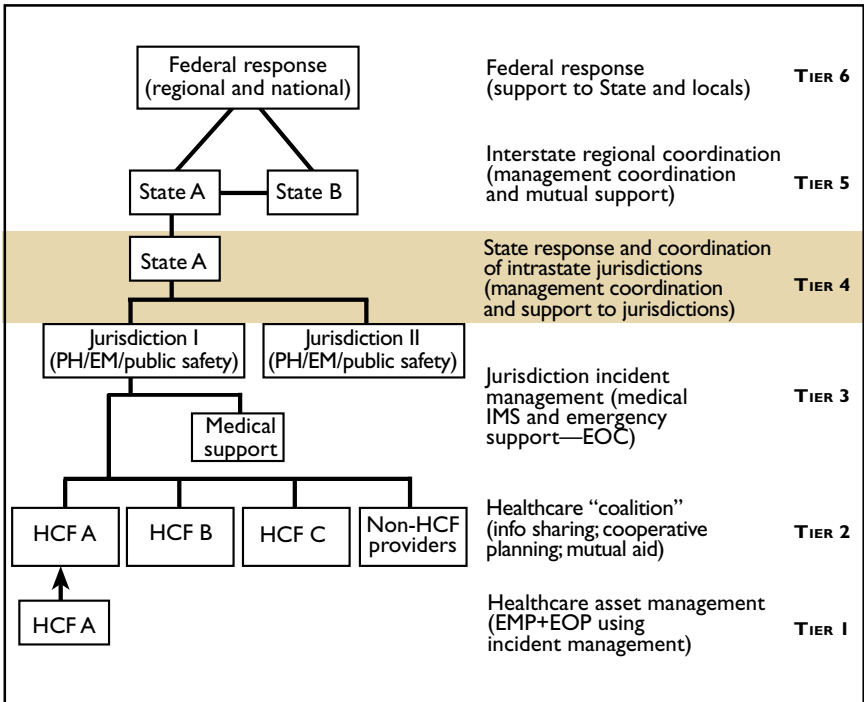 Federal response
(regional and national)
Federal response
(support to State and locals)
TIER 6
State A
State B
Interstate regional coordination
(management coordination
and mutual support)
TIER 5
State A
State response and coordination
of intrastate jurisdictions
(management coordination
and support to jurisdictions)
TIER 4
Jurisdiction I
(PH/EM/public safety)
Jurisdiction II
(PH/EM/public safety)
Medical
support
Jurisdiction incident
management (medical
IMS and emergency
support—EOC)
TIER 3
HCF A
HCF B
HCF C
Non-HCF
providers
Healthcare “coalition”
(info sharing; cooperative
planning; mutual aid)
TIER 2
HCF A
Healthcare asset management
(EMP+EOP using
incident management)
TIER 1